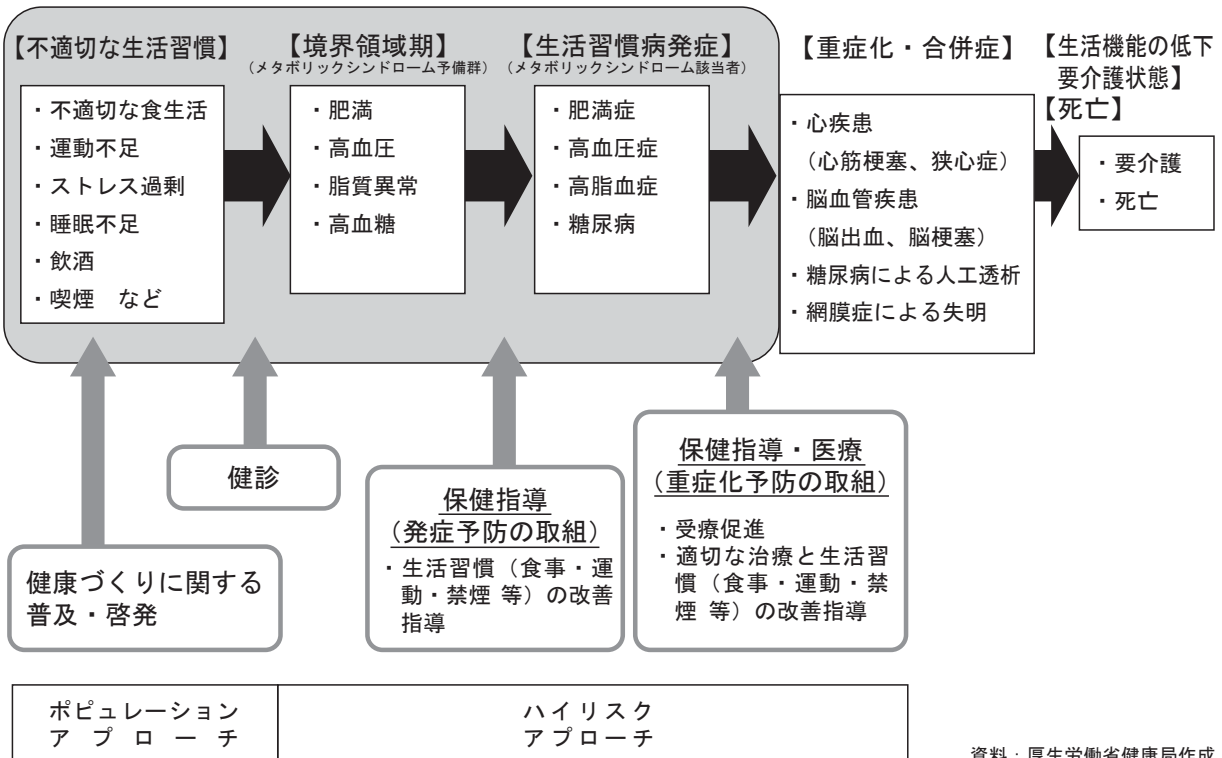 【不適切な生活習慣】
・不適切な食生活
・運動不足
・ストレス過剰
・睡眠不足
・飲酒
・喫煙　など
【境界領域期】
（メタボリックシンドローム予備群）
・肥満
・高血圧
・脂質異常
・高血糖
【生活習慣病発症】
（メタボリックシンドローム該当者）
・肥満症
・高血圧症
・高脂血症
・糖尿病
【重症化・合併症】
・心疾患
（心筋梗塞、狭心症）
・脳血管疾患
（脳出血、脳梗塞）
・糖尿病による人工透析
・網膜症による失明
【生活機能の低下
要介護状態】
【死亡】
・要介護
・死亡
健康づくりに関する
普及・啓発
健診
保健指導
（発症予防の取組）
・生活習慣（食事・運
動・禁煙 等）の改善
指導
保健指導・医療
（重症化予防の取組）
・受療促進
・適切な治療と生活習
慣（食事・運動・禁
煙 等）の改善指導
ポピュレーション
アプローチ
ハイリスク
アプローチ
資料：厚生労働省健康局作成